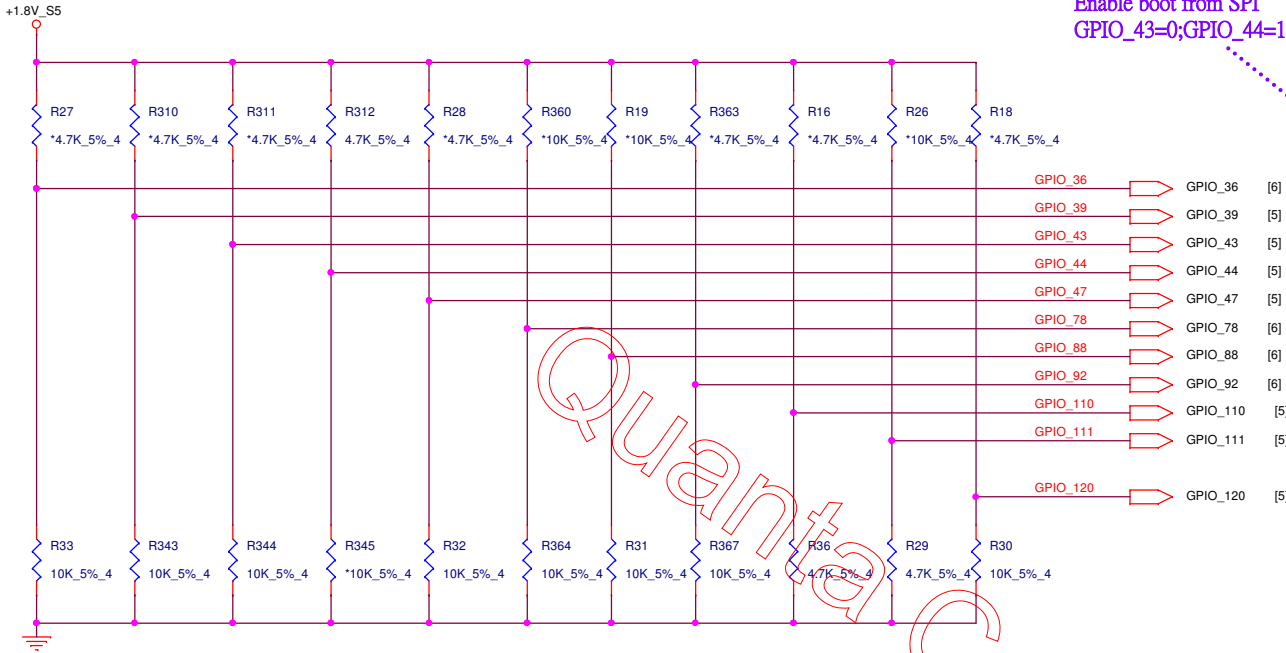 +1.8V_S5
Enable boot from SPI
GPIO_43=0;GPIO_44=1
R27 R310 R311 R312 R28 R360 R19 R363 R16 R26 R18
*4.7K_5%_4 *4.7K_5%_4 *4.7K_5%_4 4.7K_5%_4 *4.7K_5%_4 *10K_5%_4 *10K_5%_4 *4.7K_5%_4 *4.7K_5%_4 *10K_5%_4 *4.7K_5%_4
GPIO_36 GPIO_36 [6]
GPIO_39 GPIO_39 [5]
GPIO_43 GPIO_43 [5]
GPIO_44 GPIO_44 [5]
GPIO_47 GPIO_47 [5]
GPIO_78 GPIO_78 [6]
GPIO_88 GPIO_88 [6]
GPIO_92 GPIO_92 [6]
GPIO_110 GPIO_110 [5]
GPIO_111 GPIO_111 [5]
GPIO_120 GPIO_120 [5]
R33 R343 R344 R345 R32 R364 R31 R367 R36 R29 R30
10K_5%_4 10K_5%_4 10K_5%_4 *10K_5%_4 10K_5%_4 10K_5%_4 10K_5%_4 10K_5%_4 4.7K_5%_4 4.7K_5%_4 10K_5%_4
Quanta C